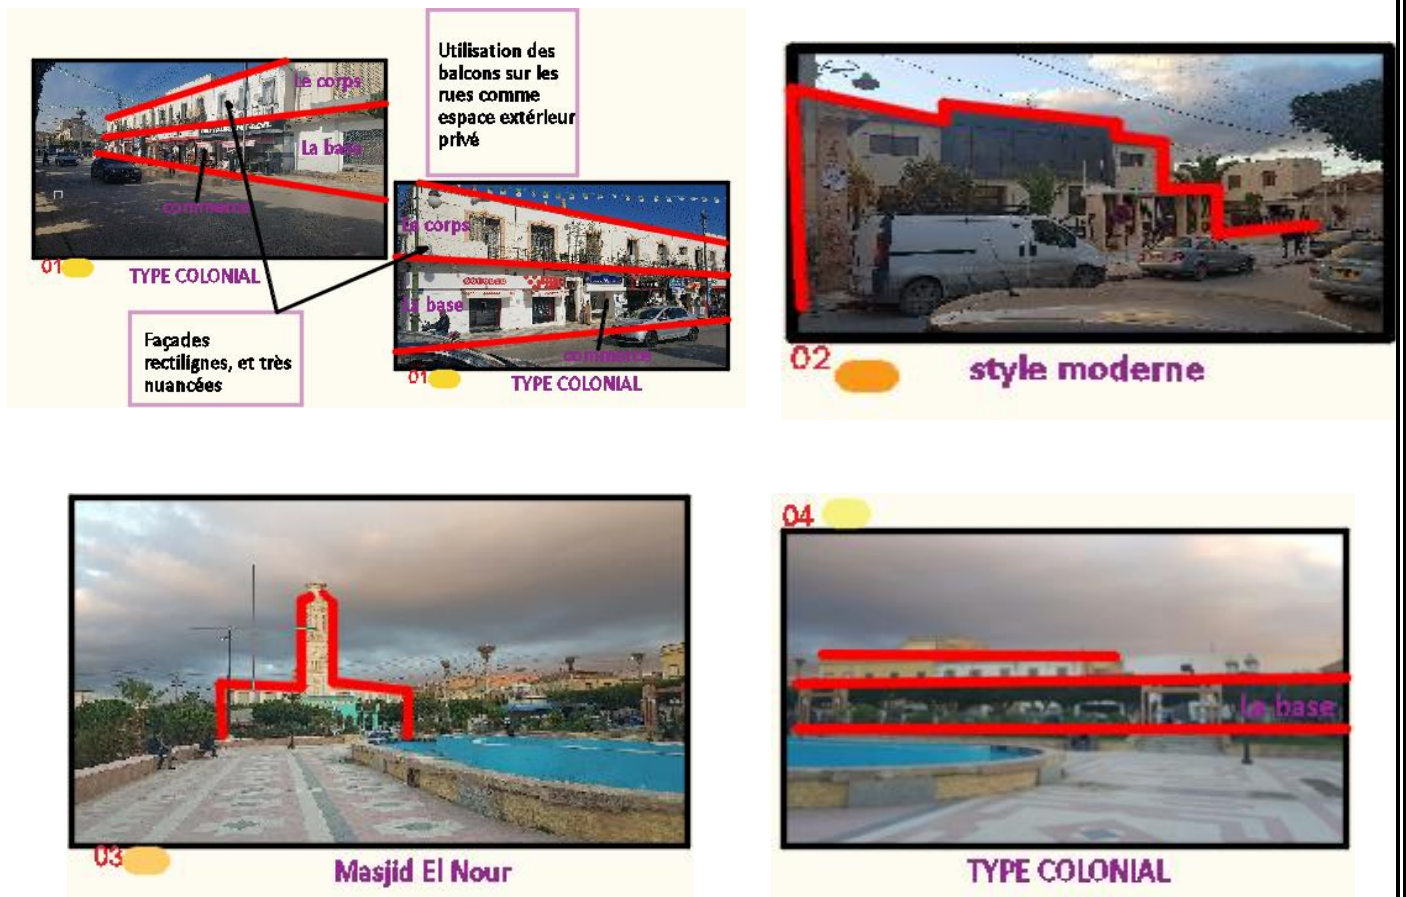 Utilisation des
balcons sur les
rues comme
espace extérieur
privé
Le corps
La base
commerce
01
TYPE COLONIAL
Façades
rectilignes, et très
nuancées
Le corps
La base
commerce
01
TYPE COLONIAL
02
style moderne
03
Masjid El Nour
04
La base
TYPE COLONIAL